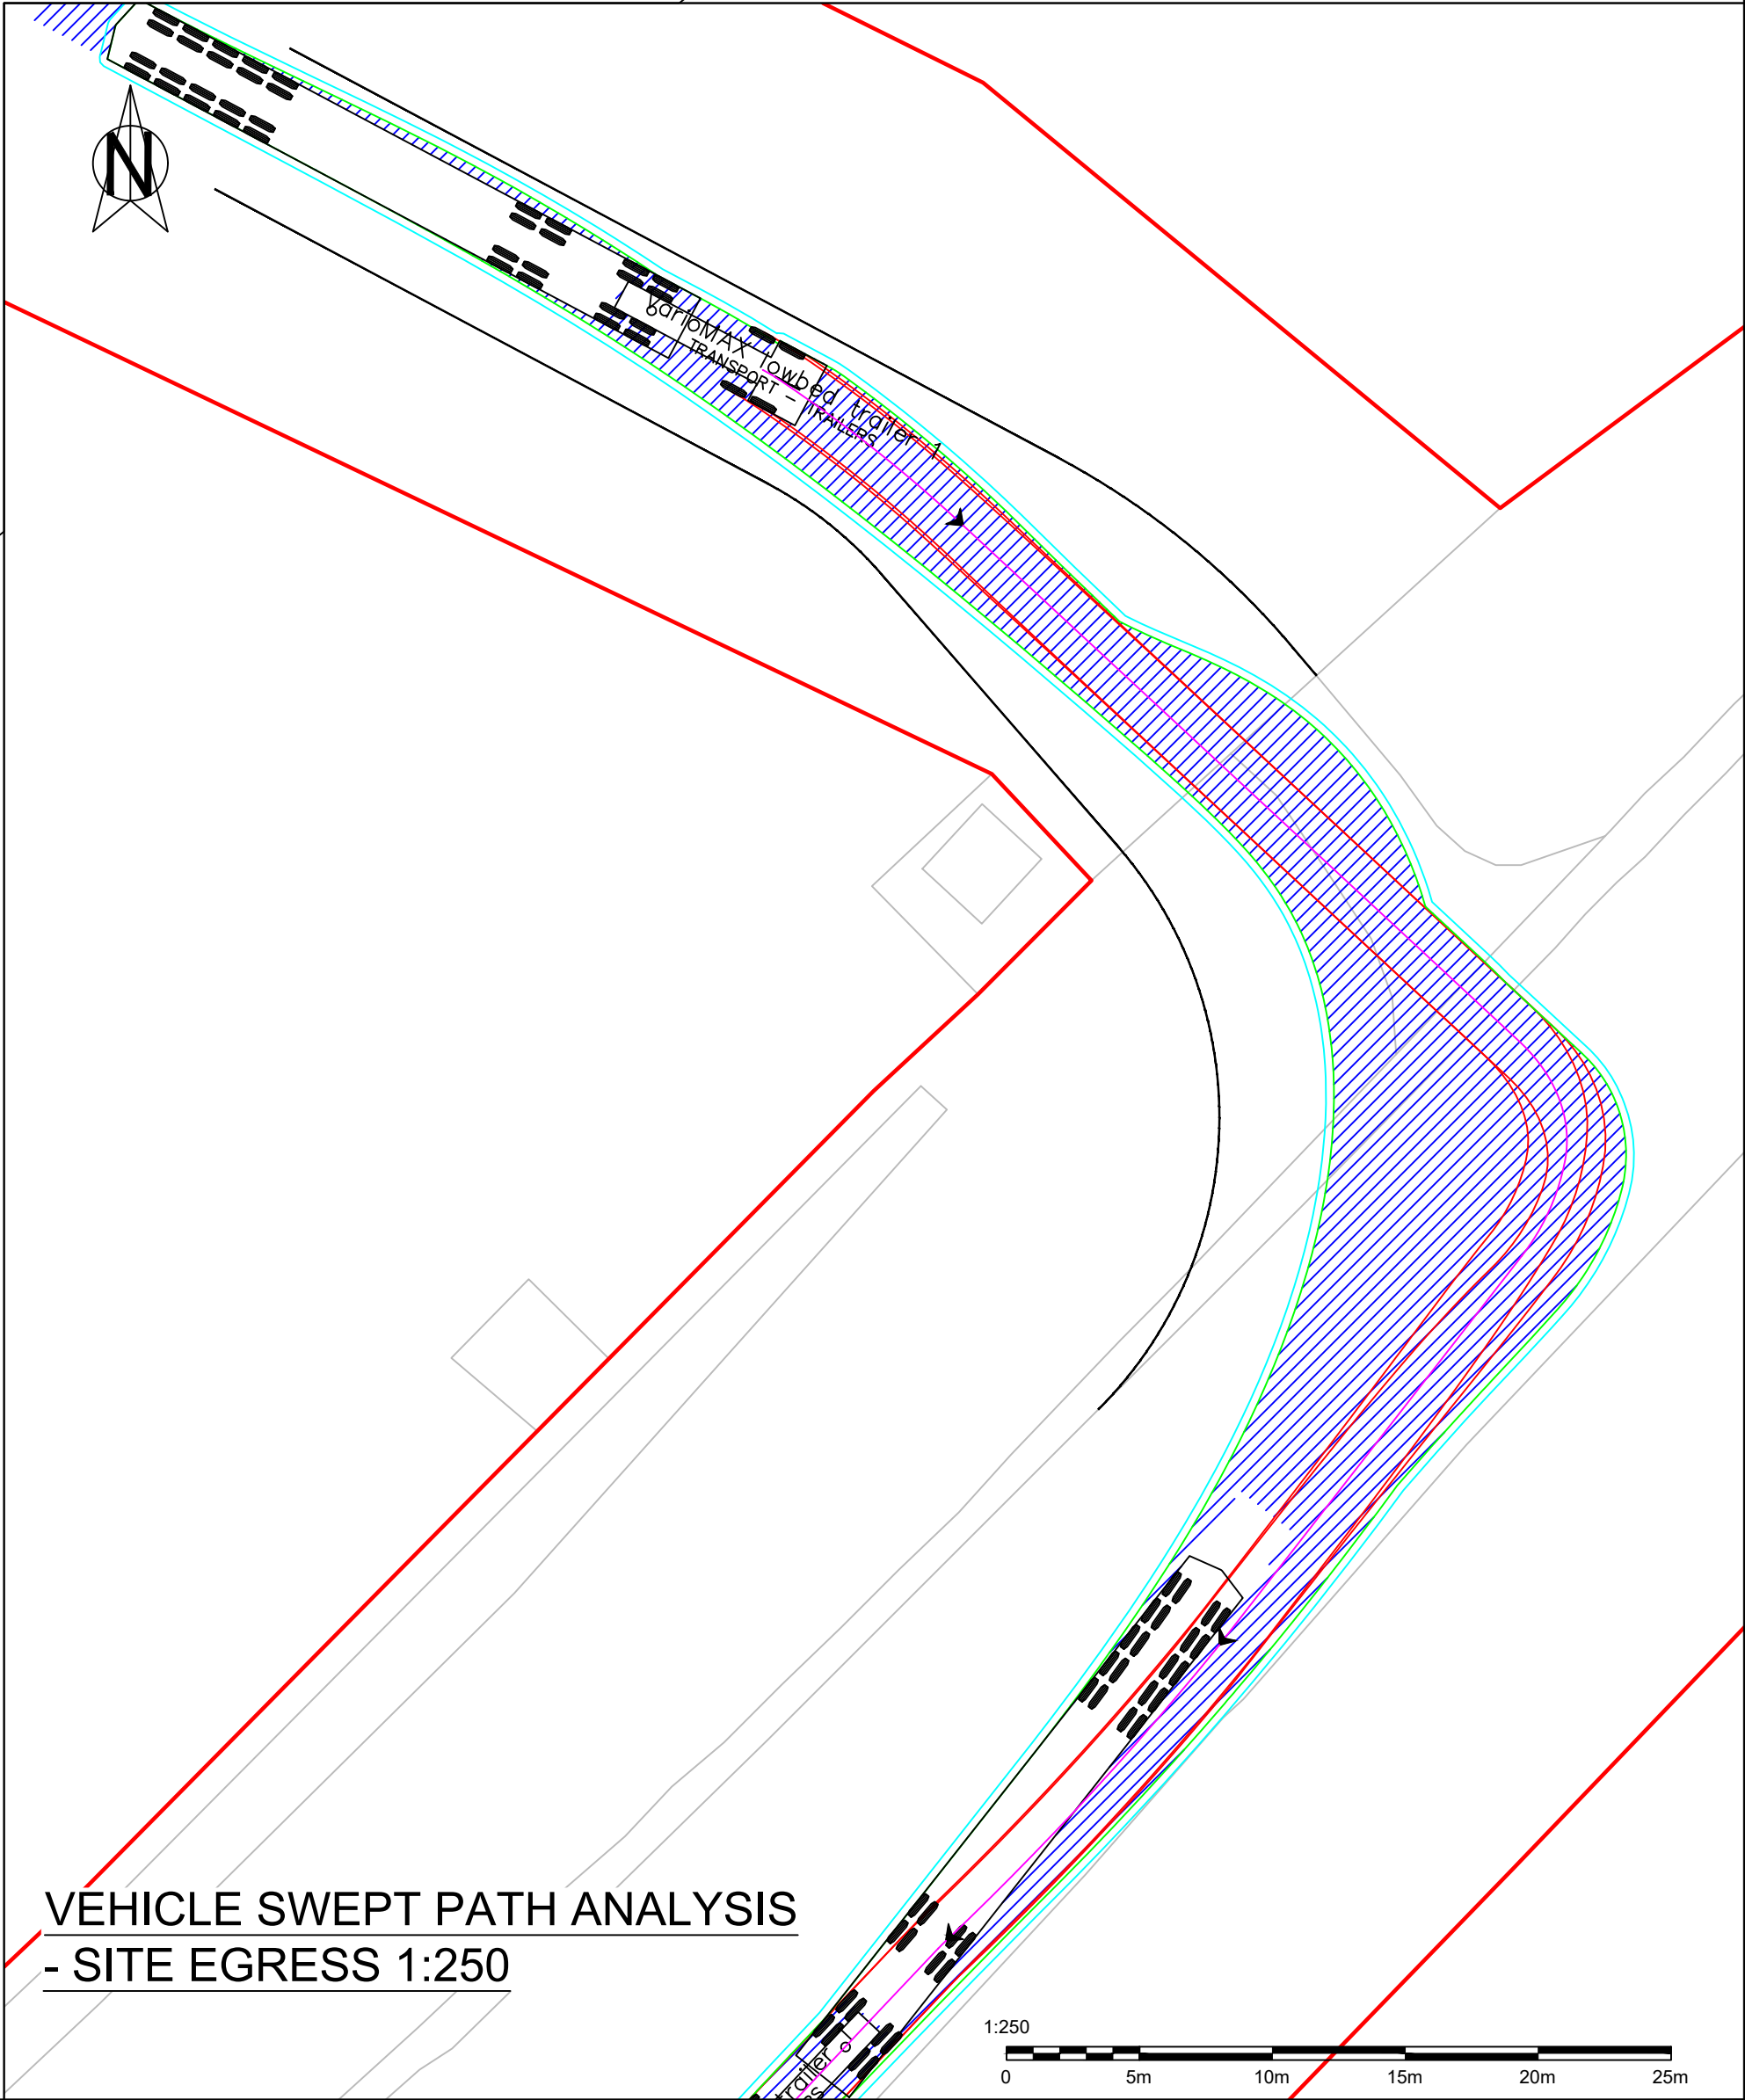 N
varioMAX lowbed trailer 1
TRANSPORT - TRAILERS
VEHICLE SWEPT PATH ANALYSIS
- SITE EGRESS 1:250
trailer
1:250
0 5m 10m 15m 20m 25m